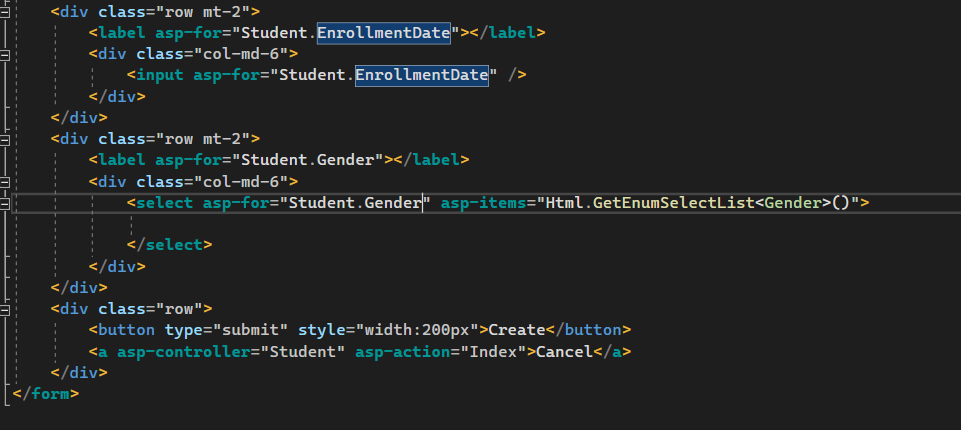 <div class="row mt-2">
<label asp-for="Student.EnrollmentDate"></label>
<div class="col-md-6">
<input asp-for="Student.EnrollmentDate" />
</div>
</div>
<div class="row mt-2">
<label asp-for="Student.Gender"></label>
<div class="col-md-6">
<select asp-for="Student.Gender" asp-items="Html.GetEnumSelectList<Gender>()">
</select>
</div>
</div>
<div class="row">
<button type="submit" style="width:200px">Create</button>
<a asp-controller="Student" asp-action="Index">Cancel</a>
</div>
</form>